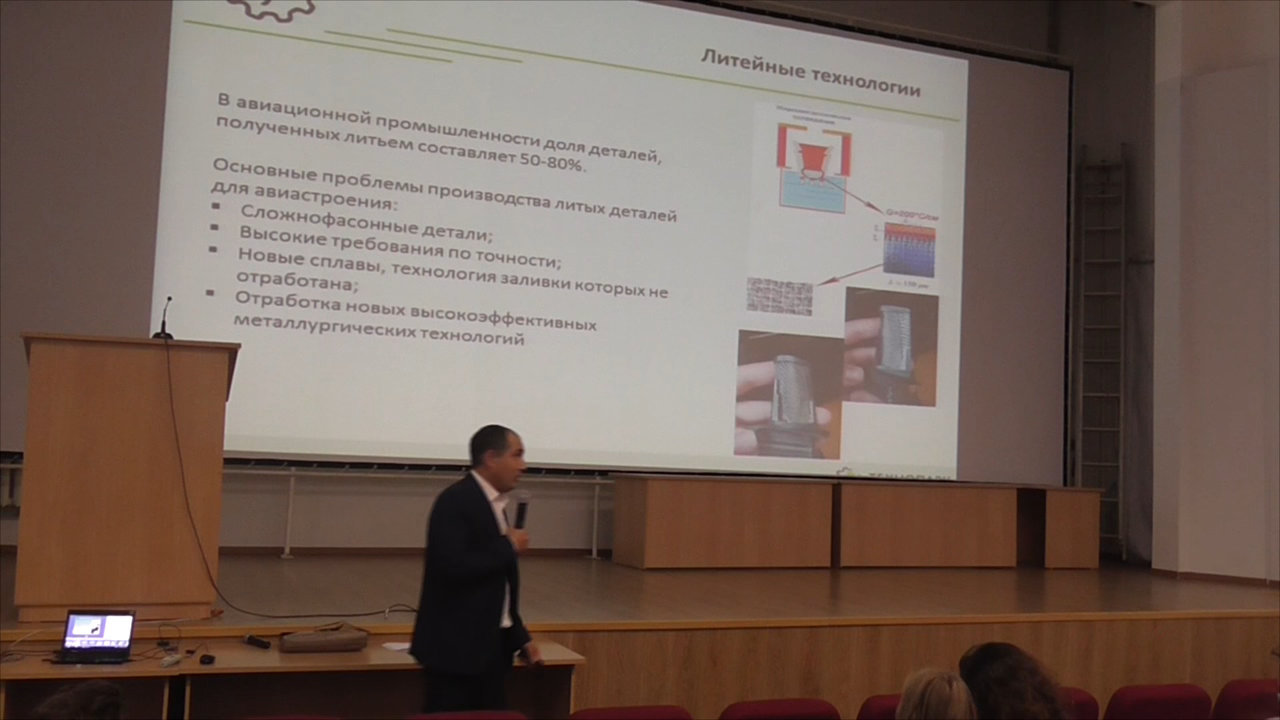 Литейные технологии
В авиационной промышленности доля деталей,
полученных литьем составляет 50-80%.
Основные проблемы производства литых деталей
для авиастроения:
▪ Сложнофасонные детали;
▪ Высокие требования по точности;
▪ Новые сплавы, технология заливки которых не
отработана;
▪ Отработка новых высокоэффективных
металлургических технологий
ТЕХНОПАРК